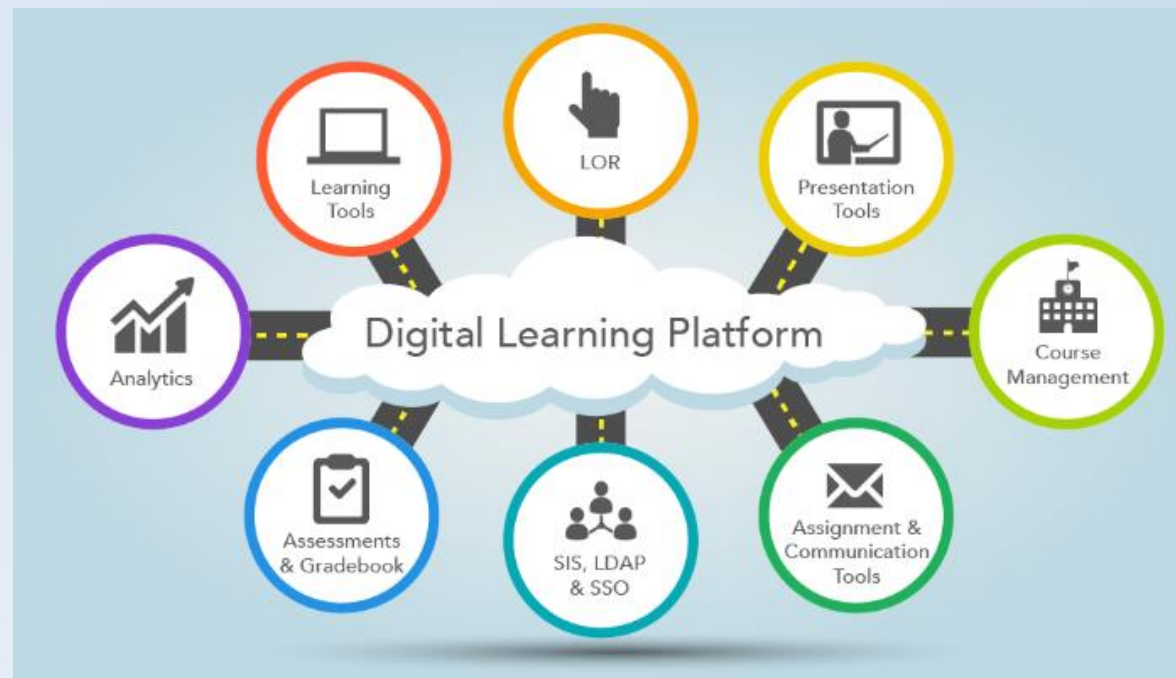 LOR
Learning
Tools
Presentation
Tools
Digital Learning Platform
Analytics
Course
Management
Assessments
& Gradebook
SIS, LDAP
& SSO
Assignment &
Communication
Tools